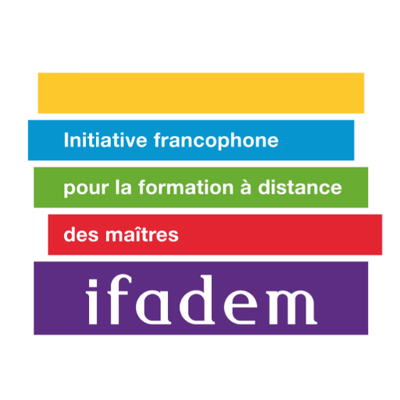 Initiative francophone
pour la formation à distance
des maîtres
ifadem